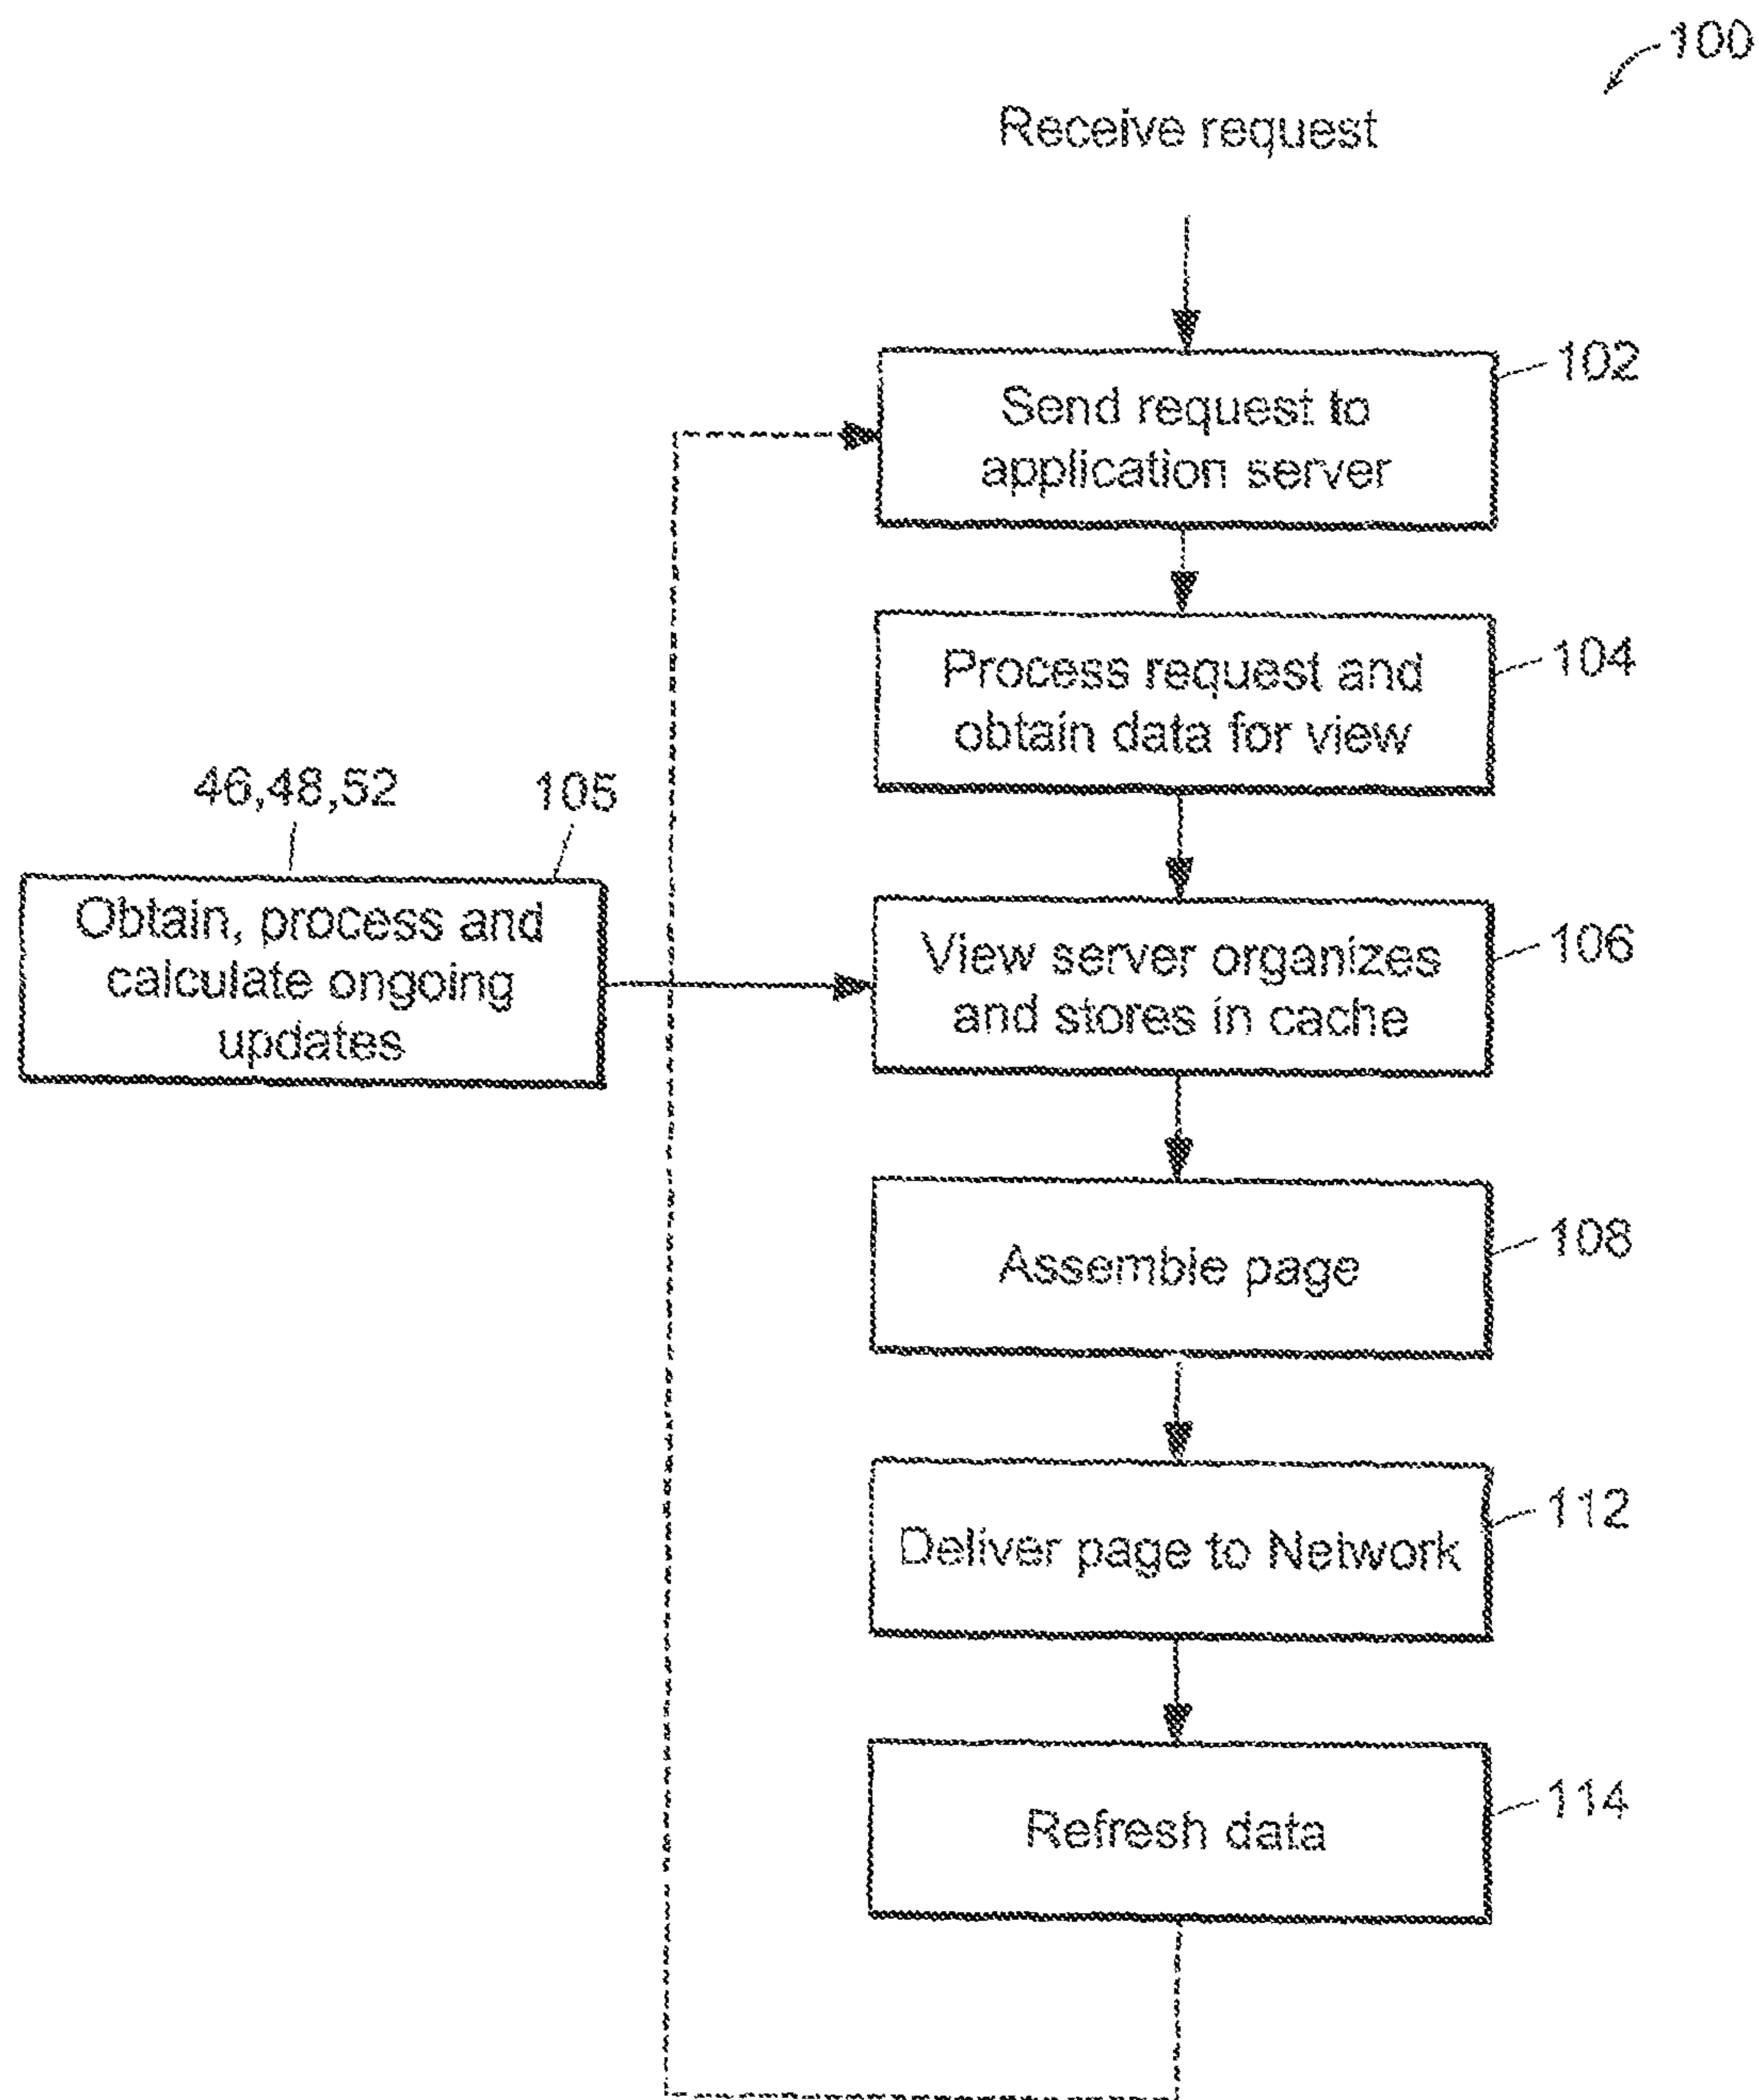 100
Receive request
102
Send request to
application server
104
Process request and
obtain data for view
46,48,52
105
Obtain, process and
calculate ongoing
updates
106
View server organizes
and stores in cache
108
Assemble page
112
Deliver page to Network
114
Refresh data